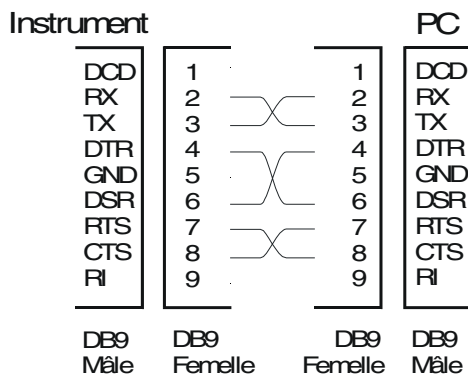 Instrument PC
DCD 1 1 DCD
RX 2 2 RX
TX 3 3 TX
DTR 4 4 DTR
GND 5 5 GND
DSR 6 6 DSR
RTS 7 7 RTS
CTS 8 8 CTS
RI 9 9 RI
DB9 DB9 DB9 DB9
Mâle Femelle Femelle Mâle